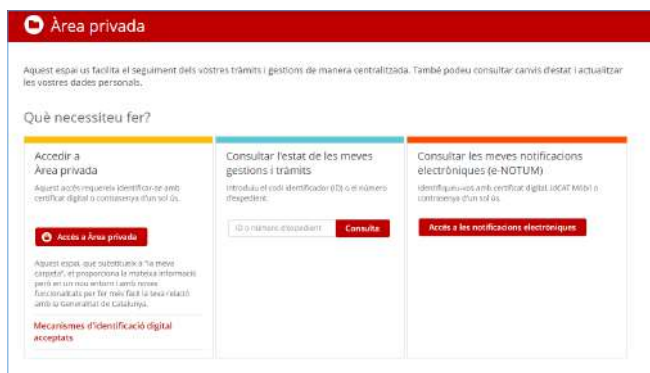 Àrea privada
Aquest espai us facilita el seguiment dels vostres tràmits i gestions de manera centralitzada. També podeu consultar canvis d'estat i actualitzar
les vostres dades personals.
Què necessiteu fer?
Accedir a
Àrea privada
Aquest accés requereix identificar-se amb
certificat digital o contrasenya d'un sol ús.
Accés a Àrea privada
Aquest espai, que substitueix a "la meva
carpeta", et proporciona la mateixa informació
però en un nou entorn i amb noves
funcionalitats per fer més fàcil la teva relació
amb la Generalitat de Catalunya.
Mecanismes d'identificació digital
acceptats
Consultar l'estat de les meves
gestions i tràmits
Introduïu el codi identificador (ID) o el número
d'expedient.
ID o número d'expedient
Consulta
Consultar les meves notificacions
electròniques (e-NOTUM)
Identifiqueu-vos amb certificat digital, idCAT Mòbil o
contrasenya d'un sol ús.
Accés a les notificacions electròniques